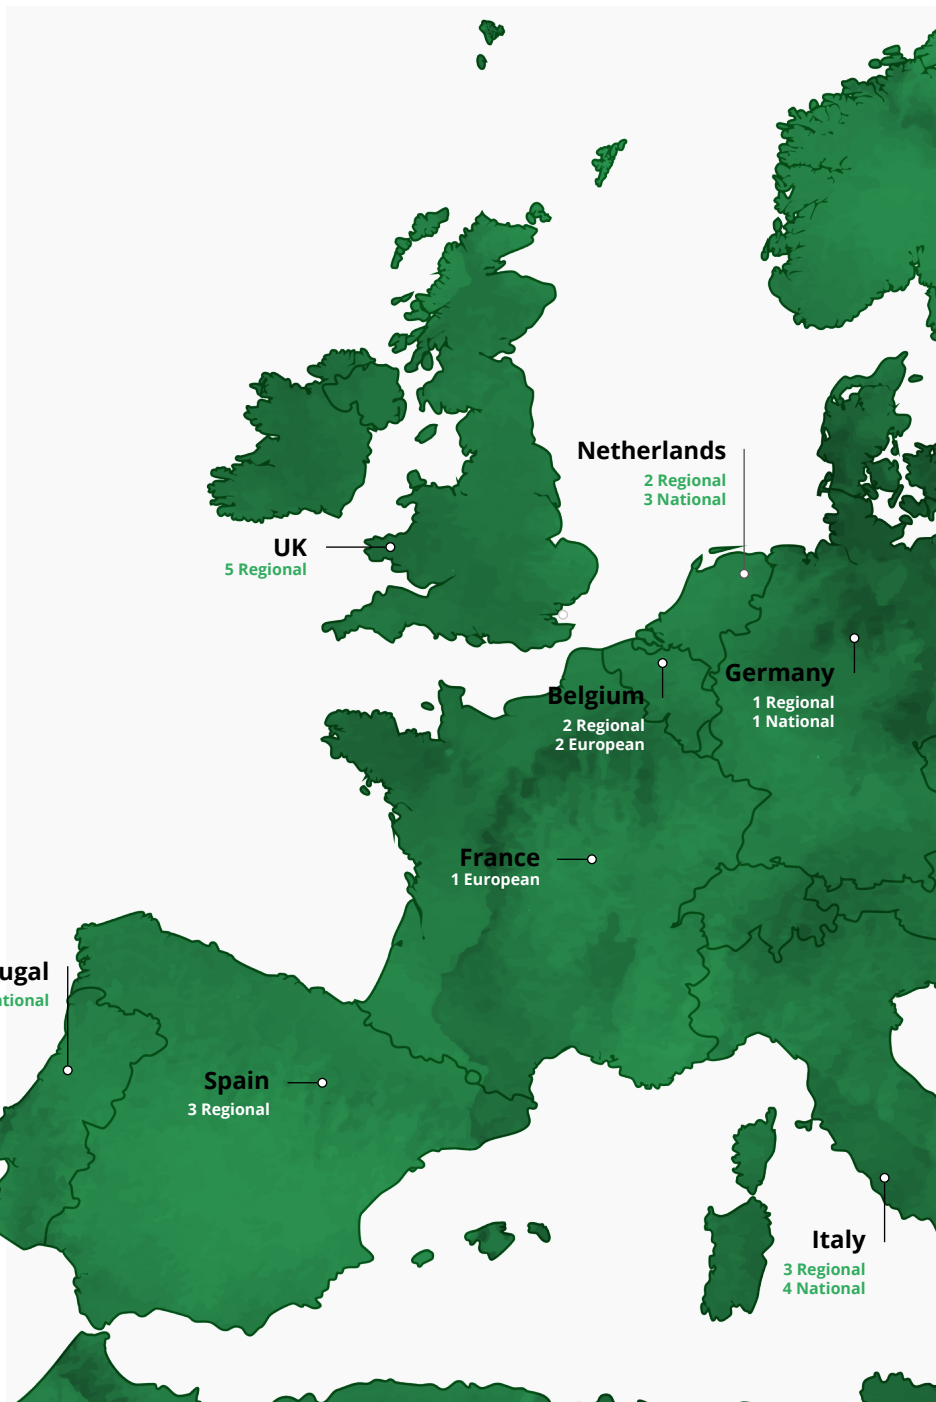 Netherlands
2 Regional
3 National
UK
5 Regional
Germany
1 Regional
1 National
Belgium
2 Regional
2 European
France
1 European
ugal
ational
Spain
3 Regional
Italy
3 Regional
4 National